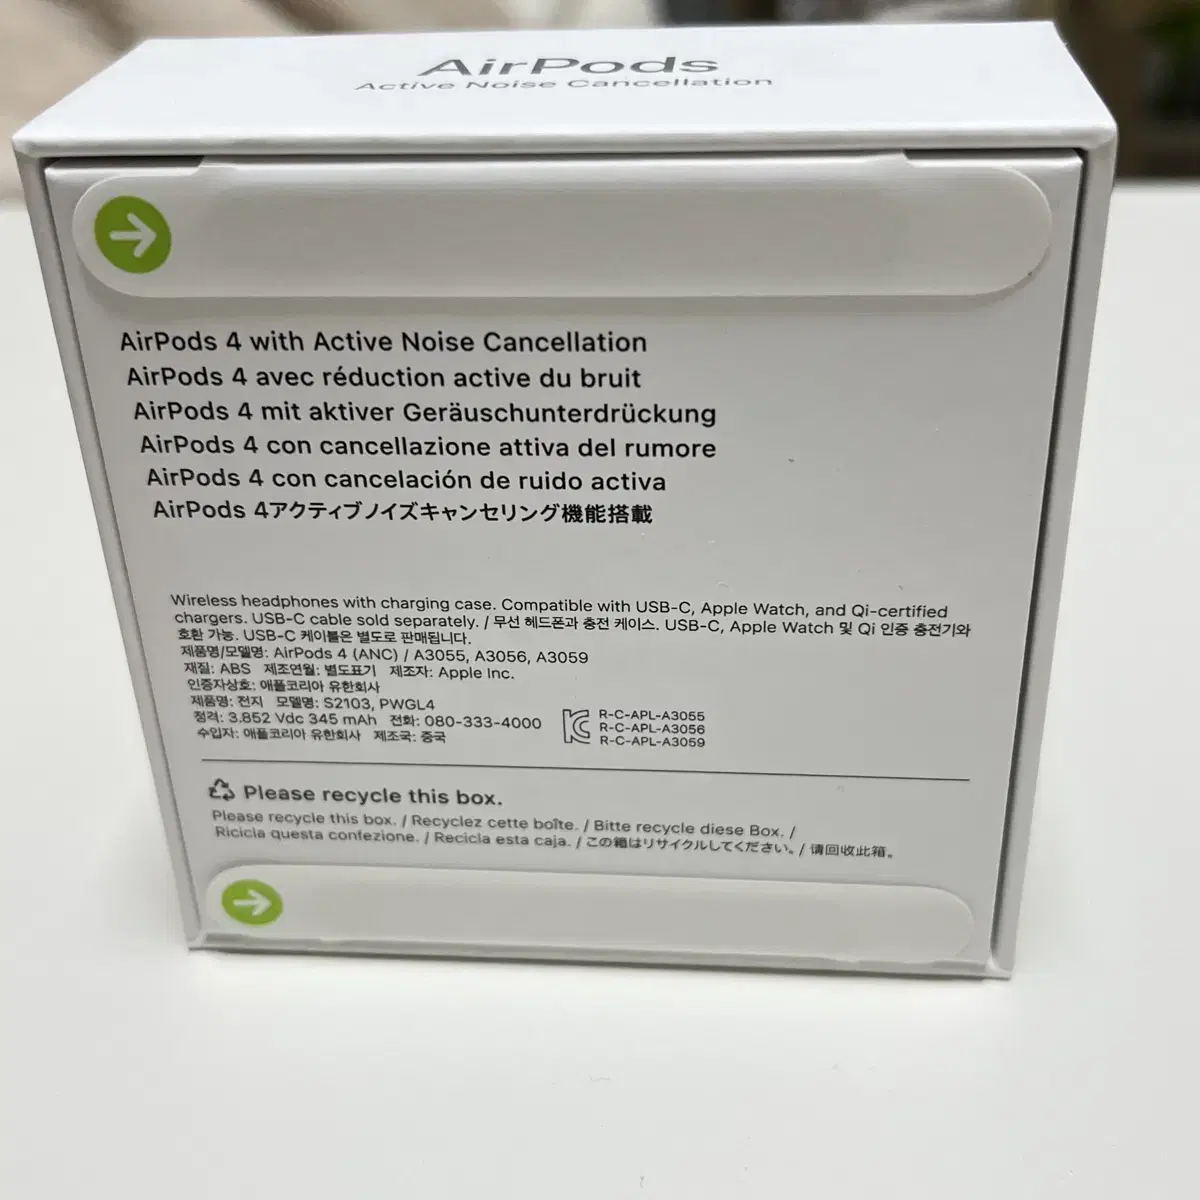 AirPods
Active Noise Cancellation
AirPods 4 with Active Noise Cancellation
AirPods 4 avec réduction active du bruit
AirPods 4 mit aktiver Geräuschunterdrückung
AirPods 4 con cancellazione attiva del rumore
AirPods 4 con cancelación de ruido activa
AirPods 4アクティブノイズキャンセリング機能搭載
Wireless headphones with charging case. Compatible with USB-C, Apple Watch, and Qi-certified
chargers. USB-C cable sold separately. / 무선 헤드폰과 충전 케이스. USB-C, Apple Watch 및 Qi 인증 충전기와
호환 가능. USB-C 케이블은 별도로 판매됩니다.
제품명/모델명: AirPods 4 (ANC) / A3055, A3056, A3059
재질: ABS 제조연월: 별도표기 제조자: Apple Inc.
인증자상호: 애플코리아 유한회사
제품명: 전지 모델명: S2103, PWGL4
정격: 3.852 Vdc 345 mAh 전화: 080-333-4000
수입자: 애플코리아 유한회사 제조국: 중국
R-C-APL-A3055
R-C-APL-A3056
R-C-APL-A3059
Please recycle this box.
Please recycle this box. / Recyclez cette boîte. / Bitte recycle diese Box. /
Ricicla questa confezione. / Recicla esta caja. / この箱はリサイクルしてください。/ 请回收此箱。